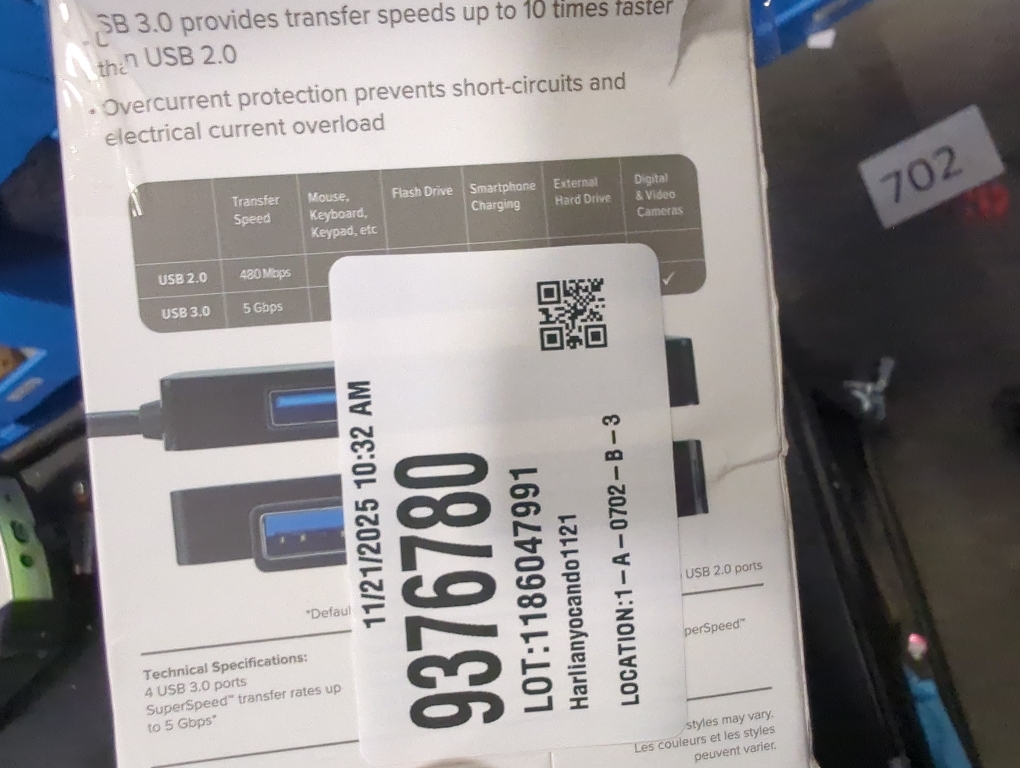 SB 3.0 provides transfer speeds up to 10 times faster
than USB 2.0
• Overcurrent protection prevents short-circuits and
electrical current overload
Transfer Speed
Mouse, Keyboard, Keypad, etc
Flash Drive
Smartphone Charging
External Hard Drive
Digital & Video Cameras
USB 2.0 480 Mbps ✓
USB 3.0 5 Gbps
702
11/21/2025 10:32 AM
9376780
LOT:1186047991
Harlianyocando1121
LOCATION:1-A-0702-B-3
*Defaul
USB 2.0 ports
perSpeed™
Technical Specifications:
4 USB 3.0 ports
SuperSpeed™ transfer rates up
to 5 Gbps*
styles may vary.
Les couleurs et les styles
peuvent varier.